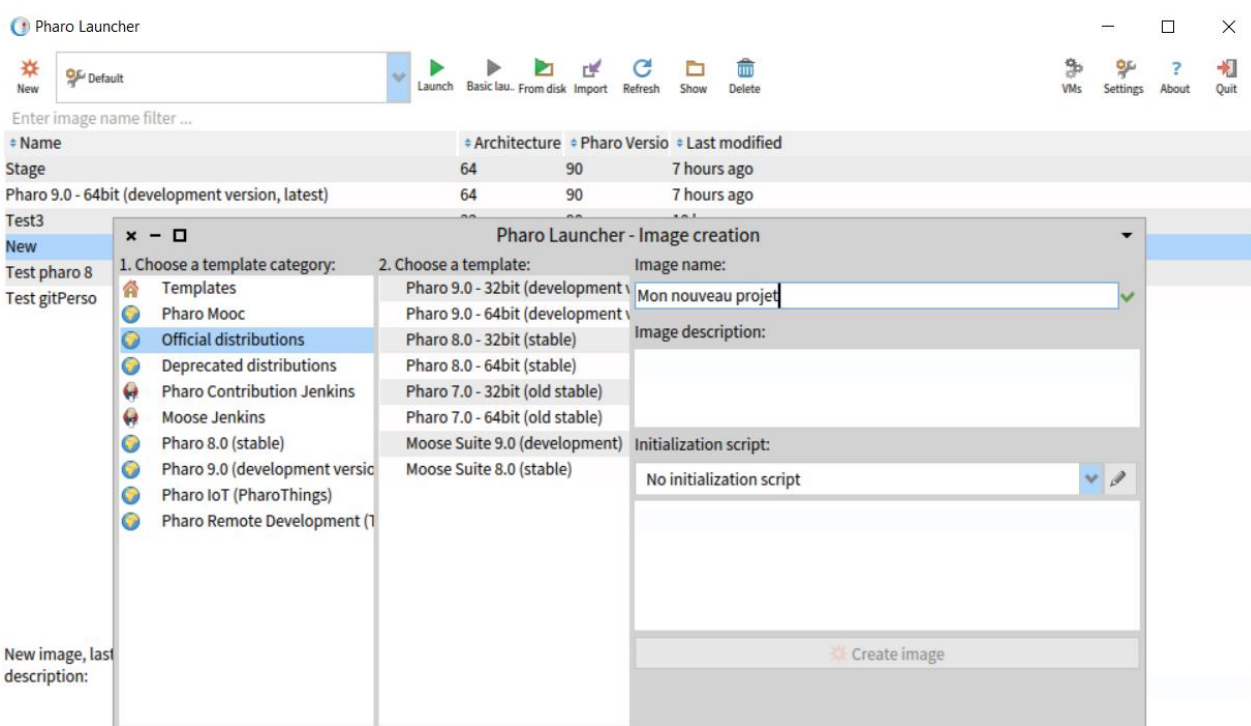 Pharo Launcher
New
Default
Launch
Basic lau..
From disk
Import
Refresh
Show
Delete
VMs
Settings
About
Quit
Enter image name filter ...
Name Architecture Pharo Versio Last modified
Stage 64 90 7 hours ago
Pharo 9.0 - 64bit (development version, latest) 64 90 7 hours ago
Test3
New
Test pharo 8
Test gitPerso
Pharo Launcher - Image creation
1. Choose a template category:
Templates
Pharo Mooc
Official distributions
Deprecated distributions
Pharo Contribution Jenkins
Moose Jenkins
Pharo 8.0 (stable)
Pharo 9.0 (development versio
Pharo IoT (PharoThings)
Pharo Remote Development (T
2. Choose a template:
Pharo 9.0 - 32bit (development v
Pharo 9.0 - 64bit (development v
Pharo 8.0 - 32bit (stable)
Pharo 8.0 - 64bit (stable)
Pharo 7.0 - 32bit (old stable)
Pharo 7.0 - 64bit (old stable)
Moose Suite 9.0 (development)
Moose Suite 8.0 (stable)
Image name:
Mon nouveau projet
Image description:
Initialization script:
No initialization script
Create image
New image, last
description: